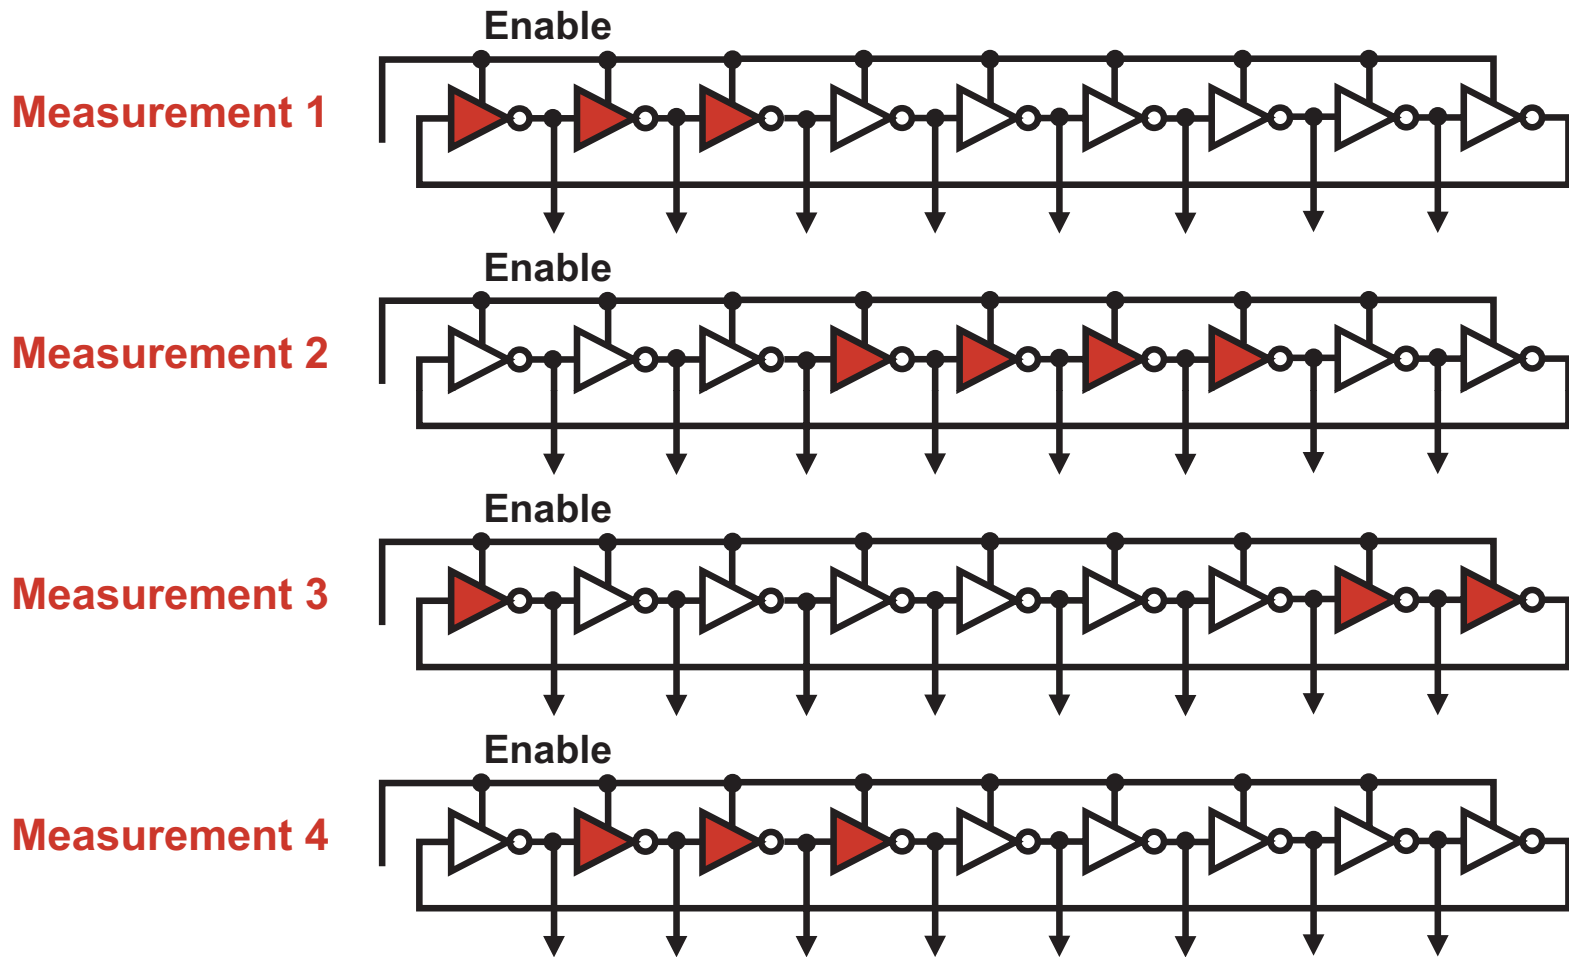 Enable
Measurement 1
Enable
Measurement 2
Enable
Measurement 3
Enable
Measurement 4